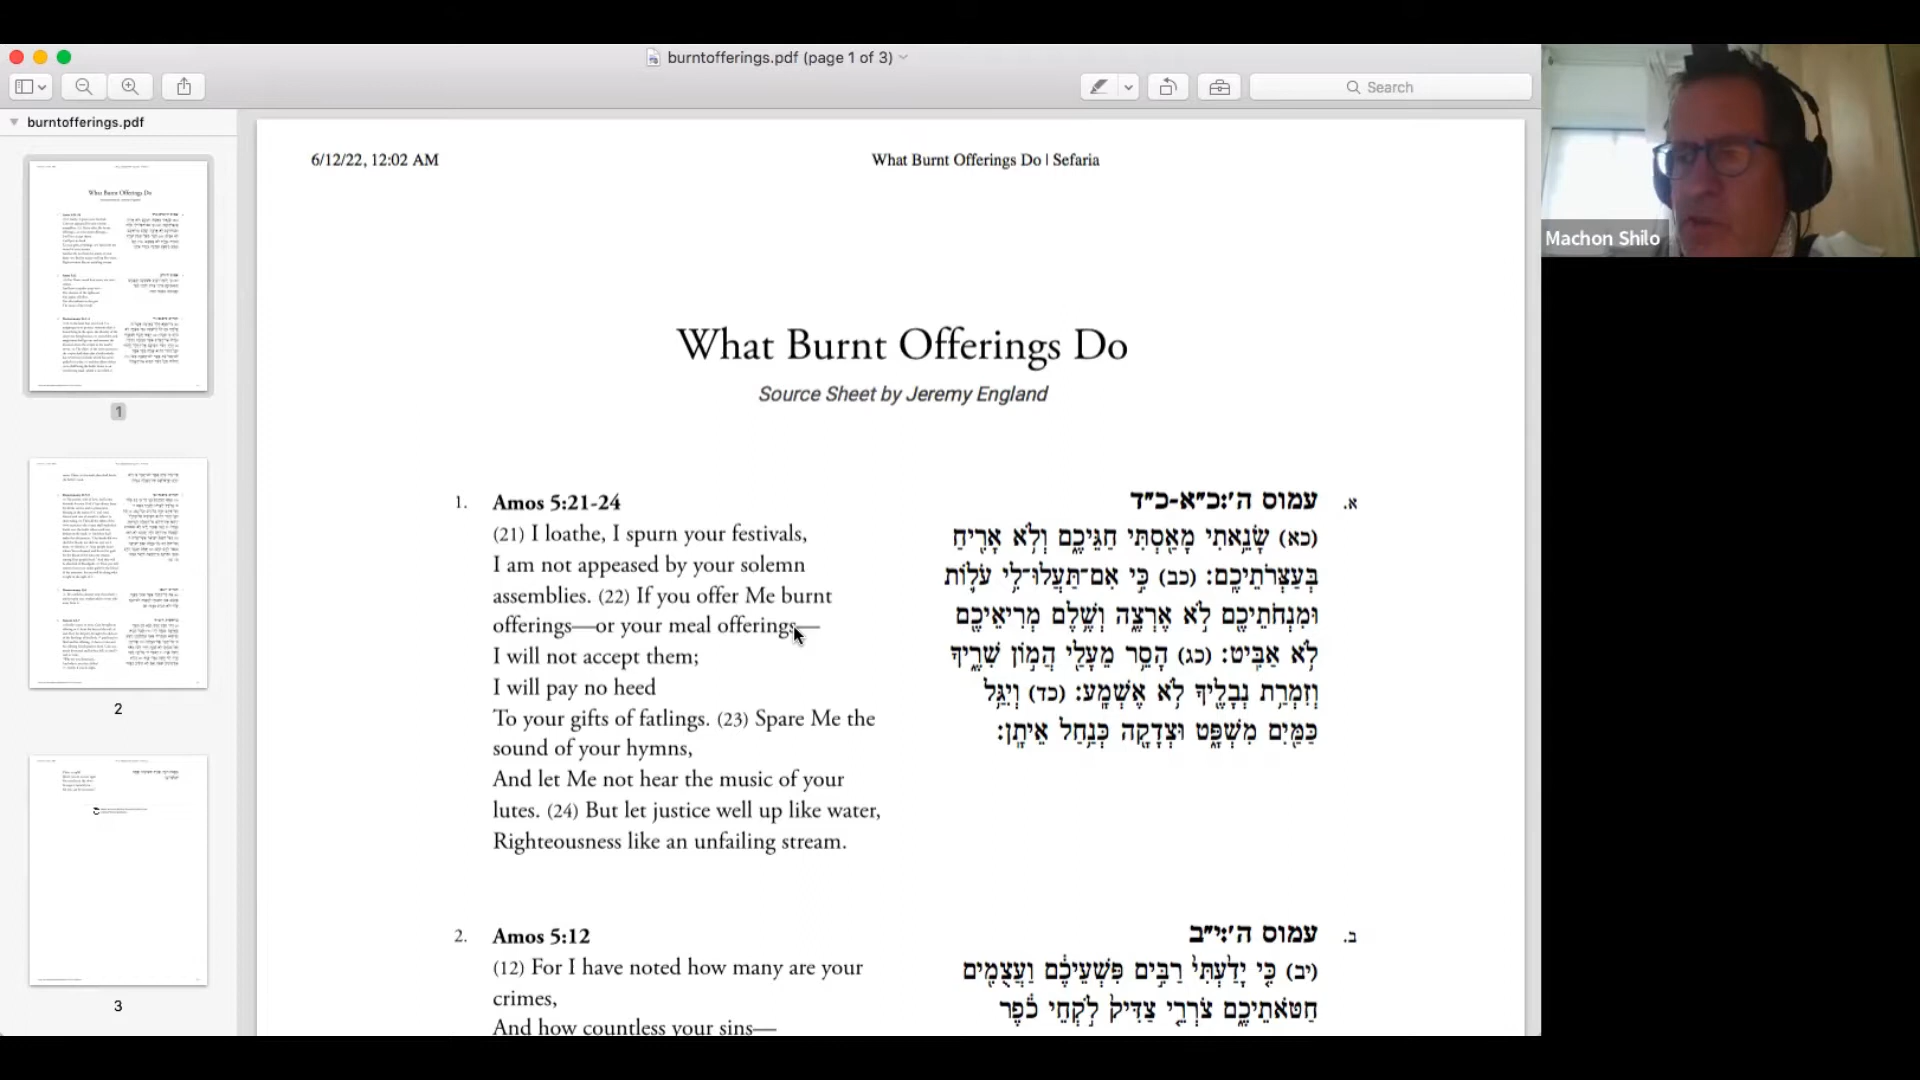 burntofferings.pdf (page 1 of 3)
Search
burntofferings.pdf
1
2
3
6/12/22, 12:02 AM
What Burnt Offerings Do | Sefaria
Machon Shilo
What Burnt Offerings Do
Source Sheet by Jeremy England
1.
Amos 5:21-24
(21) I loathe, I spurn your festivals,
I am not appeased by your solemn
assemblies. (22) If you offer Me burnt
offerings—or your meal offerings—
I will not accept them;
I will pay no heed
To your gifts of fatlings. (23) Spare Me the
sound of your hymns,
And let Me not hear the music of your
lutes. (24) But let justice well up like water,
Righteousness like an unfailing stream.
א.
עמוס ה׳:כ״א-כ״ד
(כא) שָׂנֵ֥אתִי מָאַ֖סְתִּי חַגֵּיכֶ֑ם וְלֹ֥א אָרִ֖יחַ
בְּעַצְּרֹתֵיכֶֽם׃ (כב) כִּ֣י אִם־תַּעֲלוּ־לִ֥י עֹל֛וֹת
וּמִנְחֹתֵיכֶ֖ם לֹ֣א אֶרְצֶ֑ה וְשֶׁ֥לֶם מְרִיאֵיכֶ֖ם
לֹ֥א אַבִּֽיט׃ (כג) הָסֵ֥ר מֵעָלַ֖י הֲמ֣וֹן שִׁרֶ֑יךָ
וְזִמְרַ֥ת נְבָלֶ֖יךָ לֹ֥א אֶשְׁמָֽע׃ (כד) וְיִגַּ֥ל
כַּמַּ֖יִם מִשְׁפָּ֑ט וּצְדָקָ֖ה כְּנַ֥חַל אֵיתָֽן׃
2.
Amos 5:12
(12) For I have noted how many are your
crimes,
And how countless your sins—
ב.
עמוס ה׳:י״ב
(יב) כִּ֤י יָדַ֙עְתִּי֙ רַבִּ֣ים פִּשְׁעֵיכֶ֔ם וַעֲצֻמִ֖ים
חַטֹּֽאתֵיכֶ֑ם צֹרְרֵ֤י צַדִּיק֙ לֹ֣קְחֵי כֹ֔פֶר